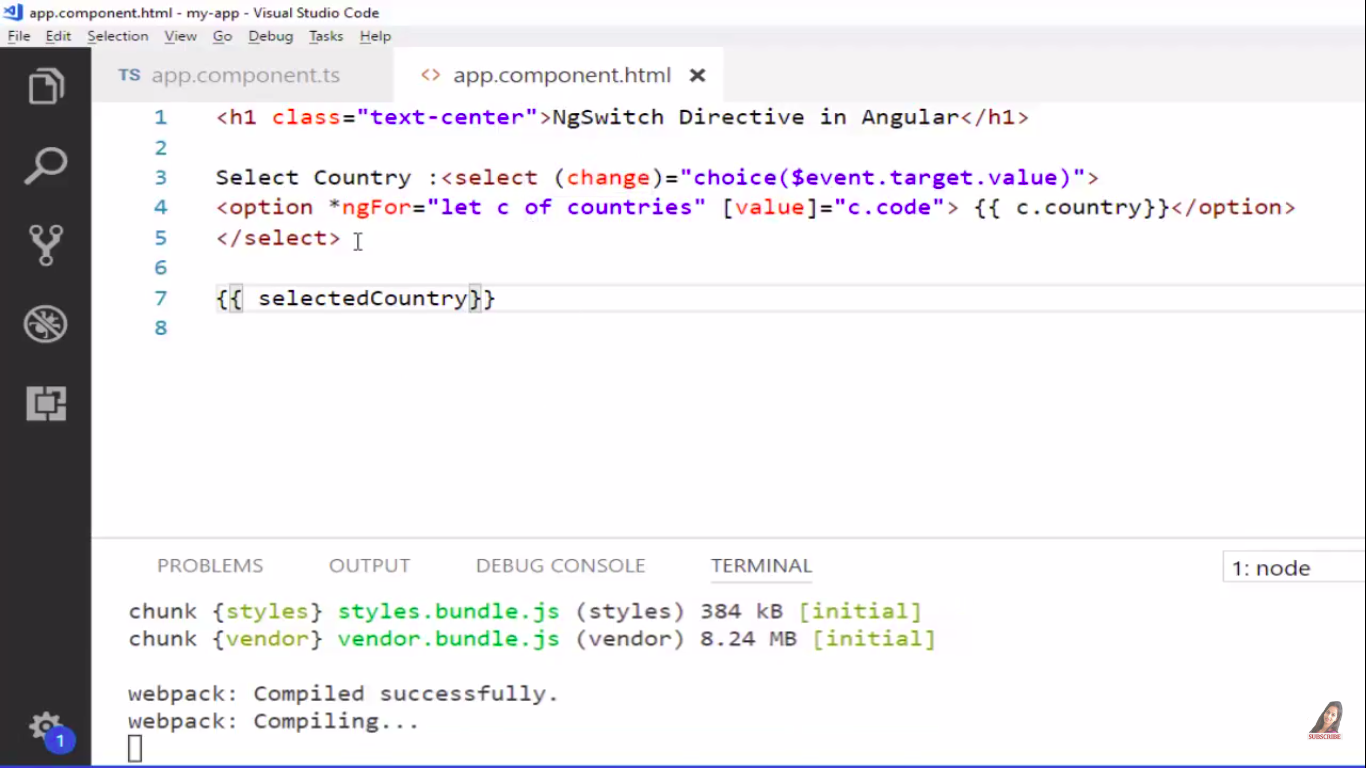 app.component.html - my-app - Visual Studio Code
File Edit Selection View Go Debug Tasks Help
TS app.component.ts <> app.component.html
1 <h1 class="text-center">NgSwitch Directive in Angular</h1>
2
3 Select Country :<select (change)="choice($event.target.value)">
4 <option *ngFor="let c of countries" [value]="c.code"> {{ c.country}}</option>
5 </select>
6
7 {{ selectedCountry}}
8
PROBLEMS OUTPUT DEBUG CONSOLE TERMINAL 1: node
chunk {styles} styles.bundle.js (styles) 384 kB [initial]
chunk {vendor} vendor.bundle.js (vendor) 8.24 MB [initial]
webpack: Compiled successfully.
webpack: Compiling...
1
SUBSCRIBE